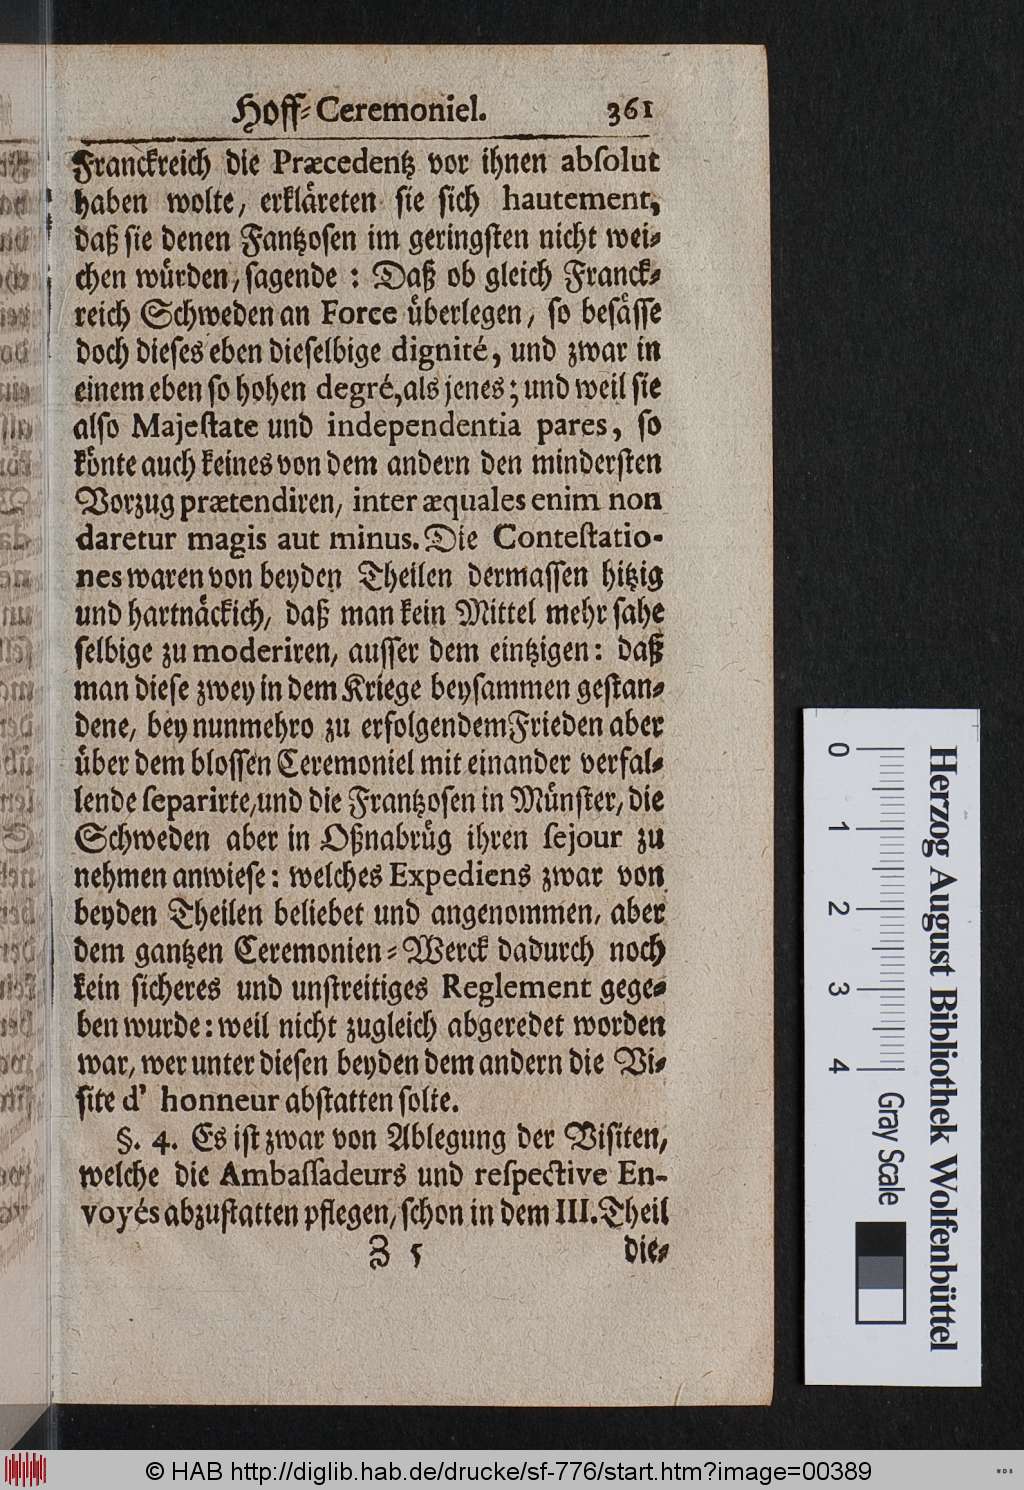 Hoff-Ceremoniel. 361
Franckreich die Præcedentz vor ihnen absolut
haben wolte, erkläreten sie sich hautement,
daß sie denen Fantzosen im geringsten nicht wei-
chen würden, sagende : Daß ob gleich Franck-
reich Schweden an Force überlegen, so besässe
doch dieses eben dieselbige dignité, und zwar in
einem eben so hohen degré, als jenes; und weil sie
also Majestate und independentia pares, so
könte auch keines von dem andern den mindersten
Vorzug prætendiren, inter æquales enim non
daretur magis aut minus. Die Contestatio-
nes waren von beyden Theilen dermassen hitzig
und hartnäckich, daß man kein Mittel mehr sahe
selbige zu moderiren, ausser dem eintzigen: daß
man diese zwey in dem Kriege beysammen gestan-
dene, bey nunmehro zu erfolgendem Frieden aber
über dem blossen Ceremoniel mit einander verfal-
lende separirte, und die Frantzosen in Münster, die
Schweden aber in Oßnabrüg ihren sejour zu
nehmen anwiese: welches Expediens zwar von
beyden Theilen beliebet und angenommen, aber
dem gantzen Ceremonien-Werck dadurch noch
kein sicheres und unstreitiges Reglement gege-
ben wurde: weil nicht zugleich abgeredet worden
war, wer unter diesen beyden dem andern die Vi-
site d' honneur abstatten solte.
§. 4. Es ist zwar von Ablegung der Visiten,
welche die Ambassadeurs und respective En-
voyés abzustatten pflegen, schon in dem III. Theil
Z 5 die-
Herzog August Bibliothek Wolfenbüttel
0 1 2 3 4 Gray Scale
© HAB http://diglib.hab.de/drucke/sf-776/start.htm?image=00389